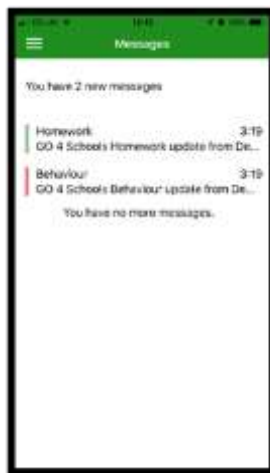 Messages
You have 2 new messages
Homework 3:19
GO 4 Schools Homework update from De...
Behaviour 3:19
GO 4 Schools Behaviour update from De...
You have no more messages.